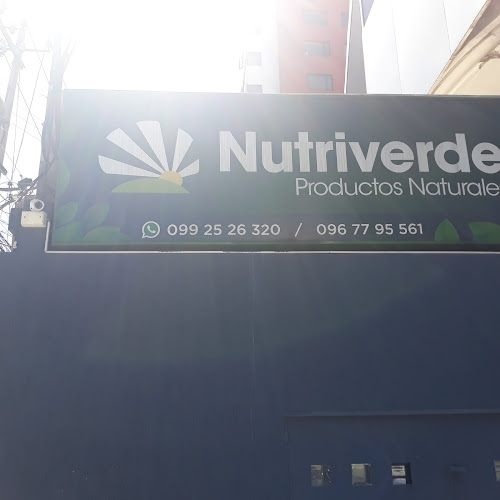 Nutriverde
Productos Naturale
099 25 26 320 / 096 77 95 561